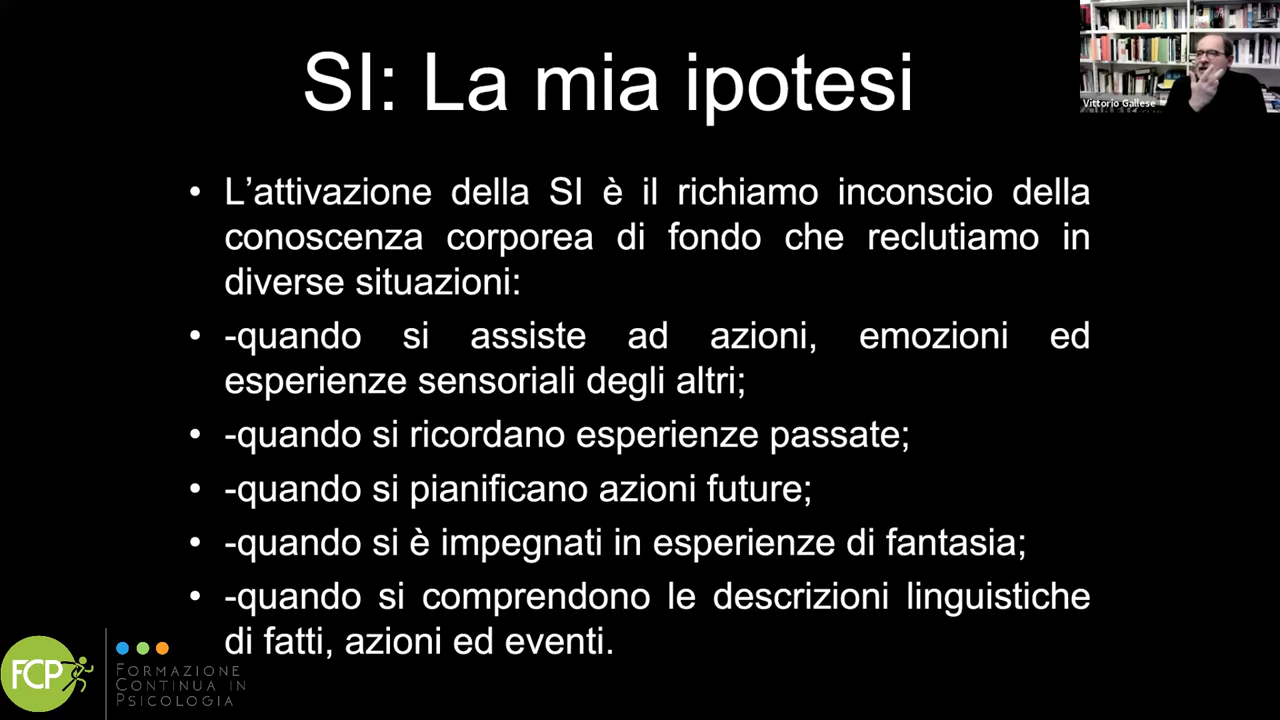 SI: La mia ipotesi
Vittorio Gallese
• L’attivazione della SI è il richiamo inconscio della
conoscenza corporea di fondo che reclutiamo in
diverse situazioni:
• -quando si assiste ad azioni, emozioni ed
esperienze sensoriali degli altri;
• -quando si ricordano esperienze passate;
• -quando si pianificano azioni future;
• -quando si è impegnati in esperienze di fantasia;
• -quando si comprendono le descrizioni linguistiche
di fatti, azioni ed eventi.
FCP
FORMAZIONE
CONTINUA IN
PSICOLOGIA